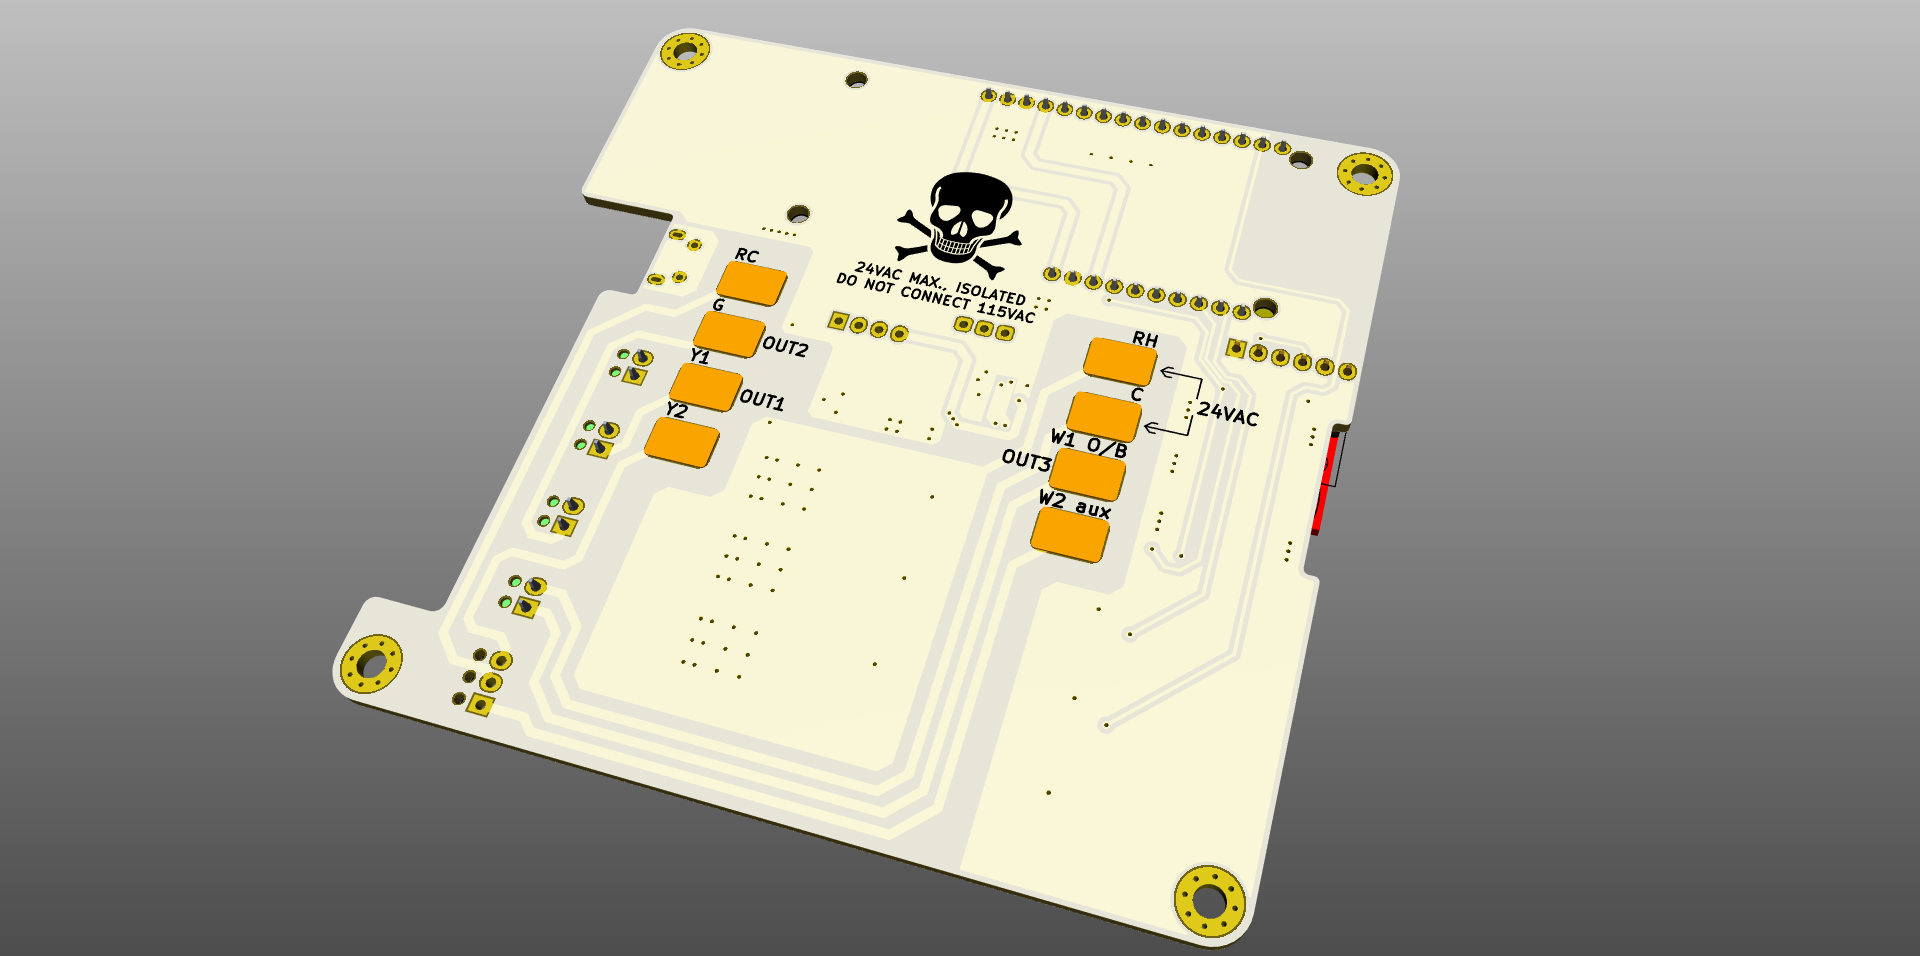 RC
G
Y1
Y2
OUT2
OUT1
24VAC MAX., ISOLATED
DO NOT CONNECT 115VAC
RH
C
W1 O/B
W2 aux
OUT3
24VAC